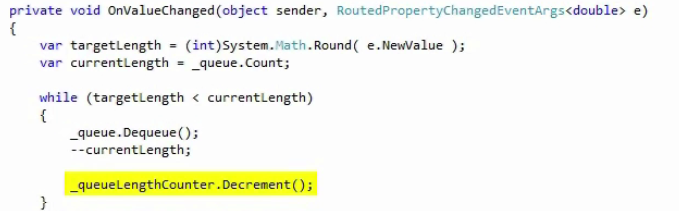 private void OnValueChanged(object sender, RoutedPropertyChangedEventArgs<double> e)
{
    var targetLength = (int)System.Math.Round( e.NewValue );
    var currentLength = _queue.Count;

    while (targetLength < currentLength)
    {
        _queue.Dequeue();
        --currentLength;

        _queueLengthCounter.Decrement();
    }